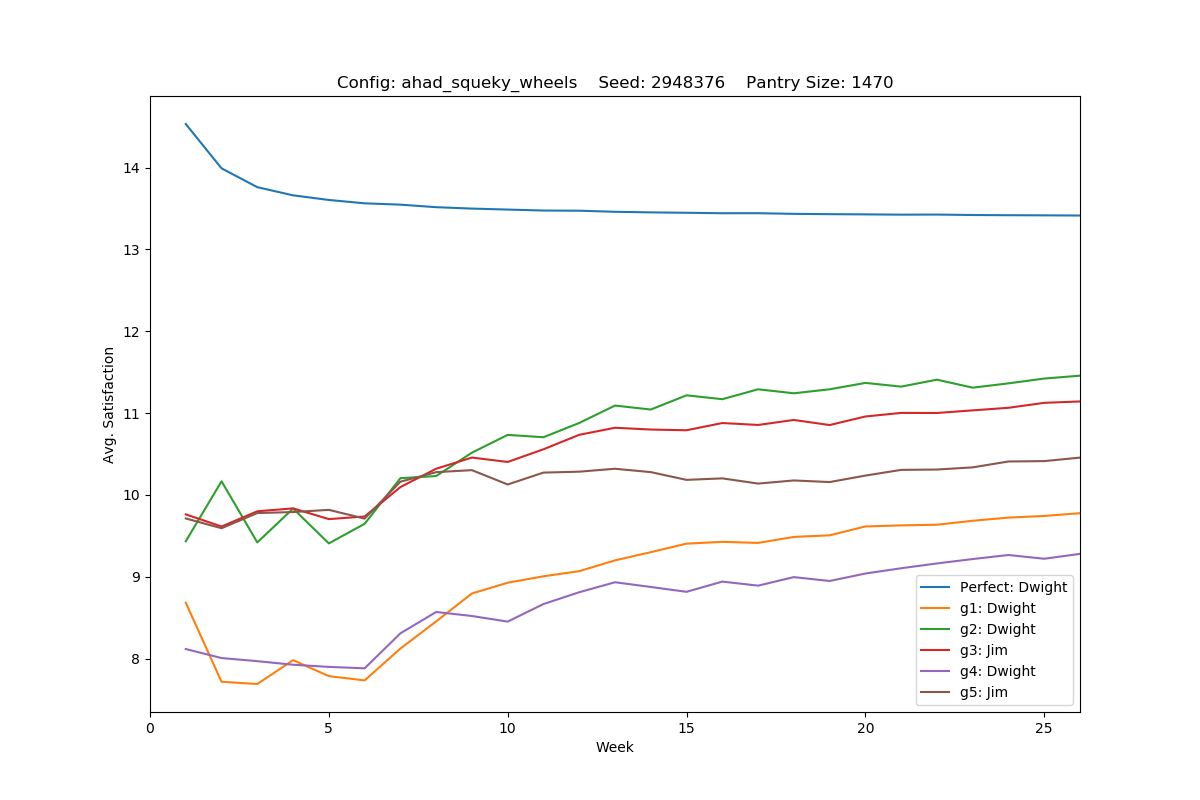 Config: ahad_squeky_wheels    Seed: 2948376    Pantry Size: 1470
14
13
12
11
10
9
8
Avg. Satisfaction
0 5 10 15 20 25
Week
Perfect: Dwight
g1: Dwight
g2: Dwight
g3: Jim
g4: Dwight
g5: Jim